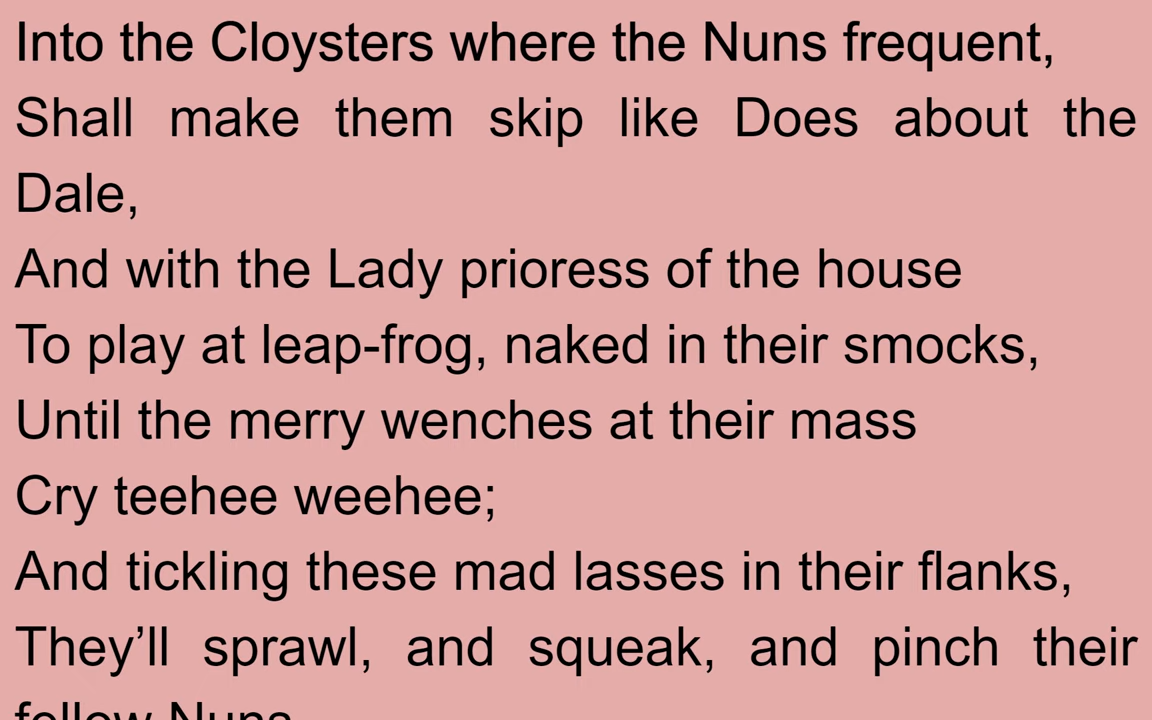 Into the Cloysters where the Nuns frequent,
Shall make them skip like Does about the
Dale,
And with the Lady prioress of the house
To play at leap-frog, naked in their smocks,
Until the merry wenches at their mass
Cry teehee weehee;
And tickling these mad lasses in their flanks,
They’ll sprawl, and squeak, and pinch their
fellow Nuns